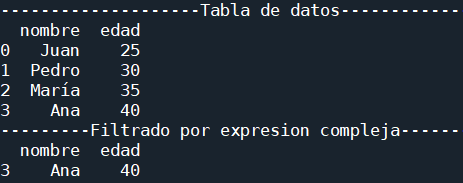 --------------------Tabla de datos------------
  nombre  edad
0   Juan    25
1  Pedro    30
2  María    35
3    Ana    40
---------Filtrado por expresion compleja------
  nombre  edad
3    Ana    40